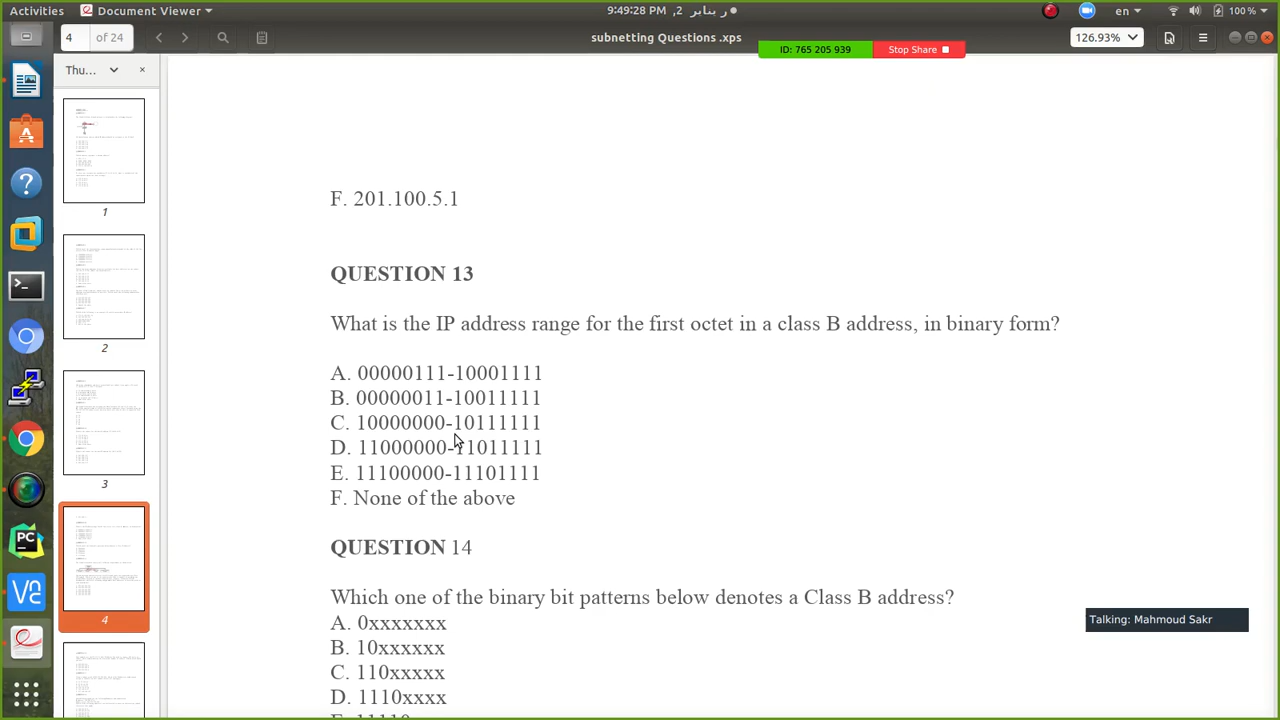 Activities
Document Viewer
9:49:28 PM ,2 ر يناير
en
100 %
4
of 24
subnetting Questions .xps
126.93%
ID: 765 205 939
Stop Share
Thu...
1
2
3
4
F. 201.100.5.1
QUESTION 13
What is the IP address range for the first octet in a class B address, in binary form?
A. 00000111-10001111
B. 00000011-10011111
C. 10000000-10111111
D. 11000000-11011111
E. 11100000-11101111
F. None of the above
QUESTION 14
Which one of the binary bit patterns below denotes a Class B address?
A. 0xxxxxxx
B. 10xxxxxx
C. 110xxxxx
D. 1110xxxx
E. 11110
Talking: Mahmoud Sakr
PC